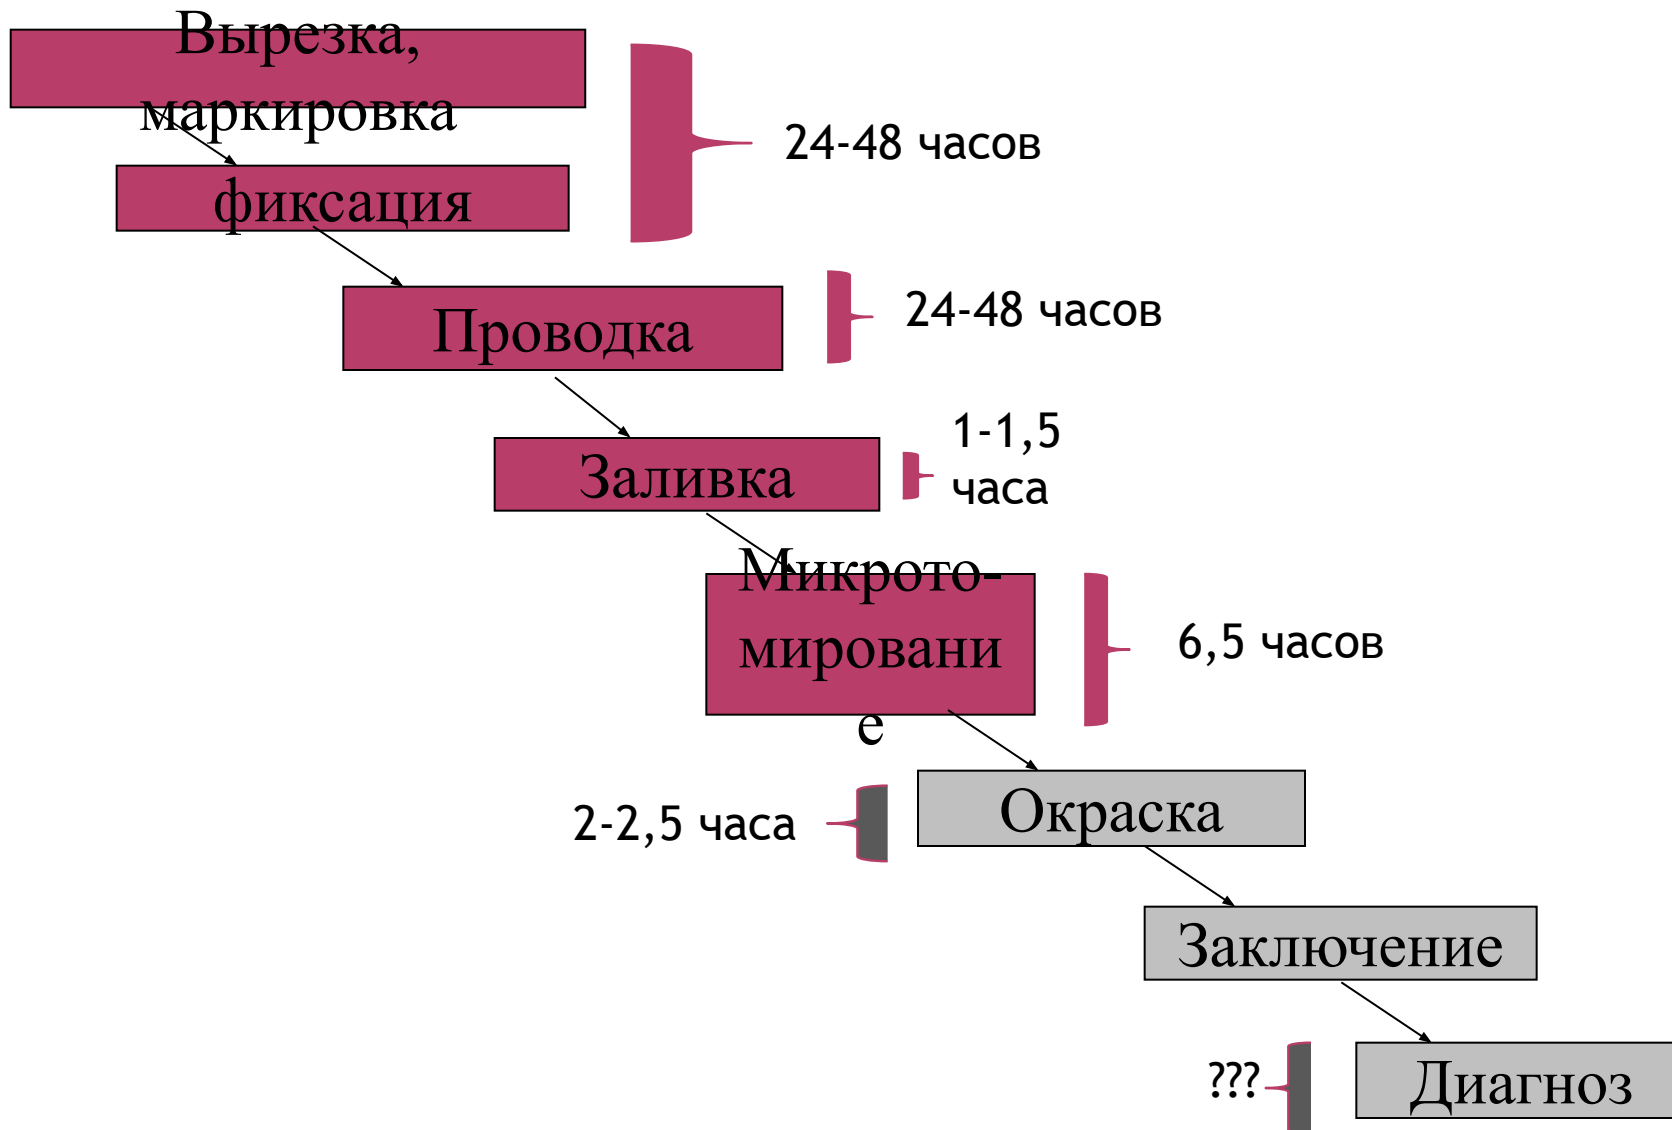 Вырезка,
маркировка
24-48 часов
фиксация
Проводка
24-48 часов
1-1,5
часа
Заливка
Микрото-
мировани
е
6,5 часов
2-2,5 часа
Окраска
Заключение
???
Диагноз